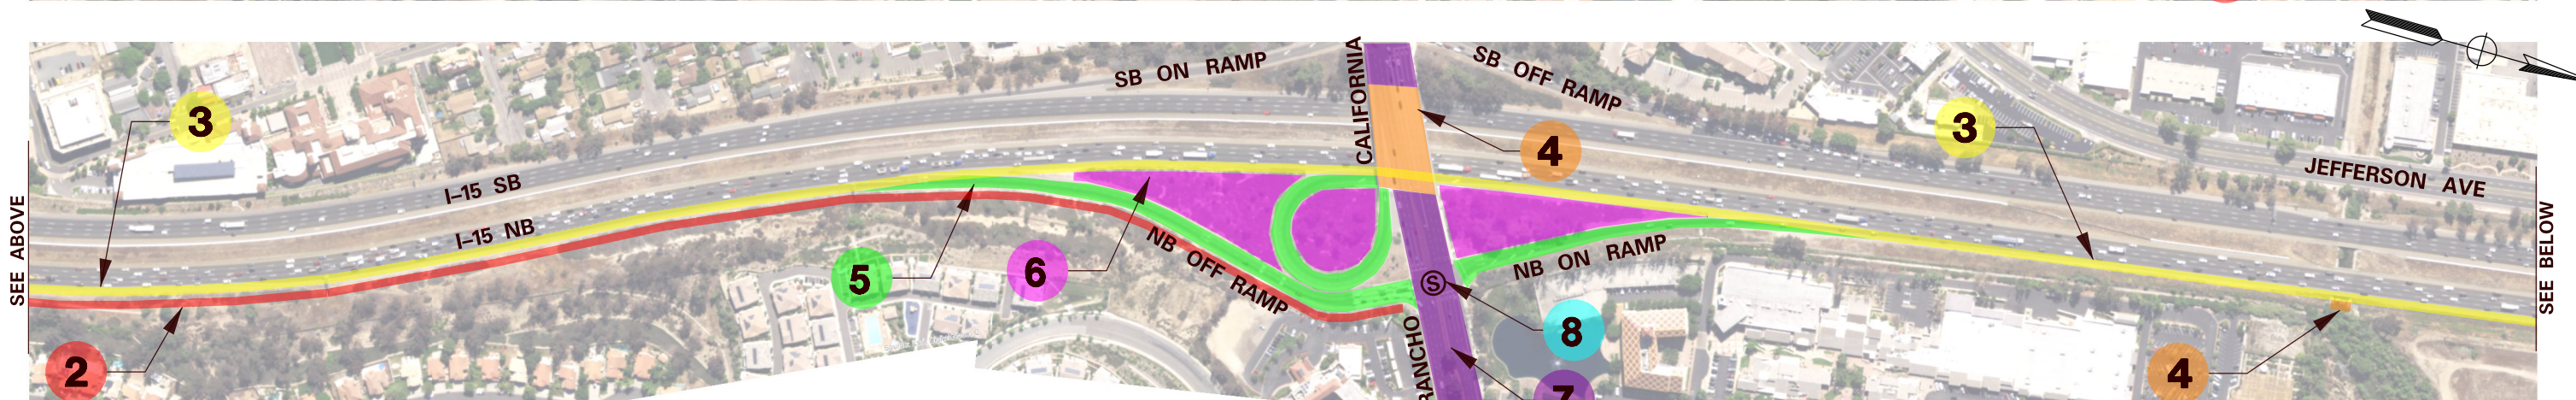 SEE ABOVE
3
I-15 SB
I-15 NB
2
SB ON RAMP
CALIFORNIA
SB OFF RAMP
4
3
JEFFERSON AVE
5
6
NB OFF RAMP
S
NB ON RAMP
8
RANCHO
7
4
SEE BELOW